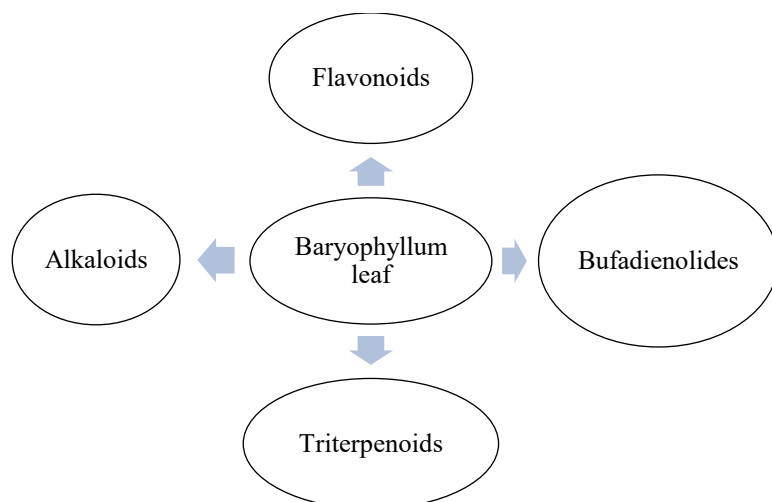 Flavonoids
Alkaloids
Baryophyllum
leaf
Bufadienolides
Triterpenoids